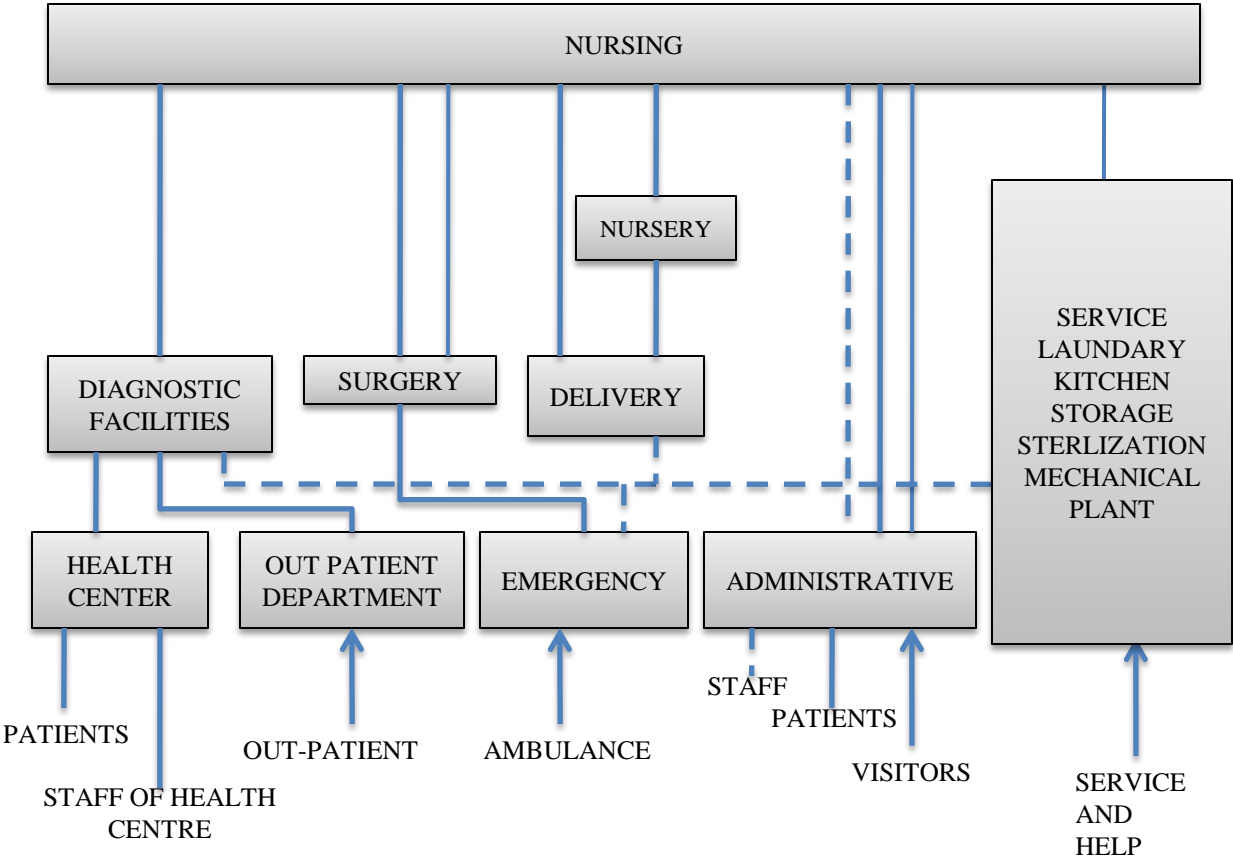 NURSING
NURSERY
SERVICE
LAUNDARY
KITCHEN
STORAGE
STERLIZATION
MECHANICAL
PLANT
DIAGNOSTIC
FACILITIES
SURGERY
DELIVERY
HEALTH
CENTER
OUT PATIENT
DEPARTMENT
EMERGENCY
ADMINISTRATIVE
PATIENTS
STAFF OF HEALTH
CENTRE
OUT-PATIENT
AMBULANCE
STAFF
PATIENTS
VISITORS
SERVICE
AND
HELP